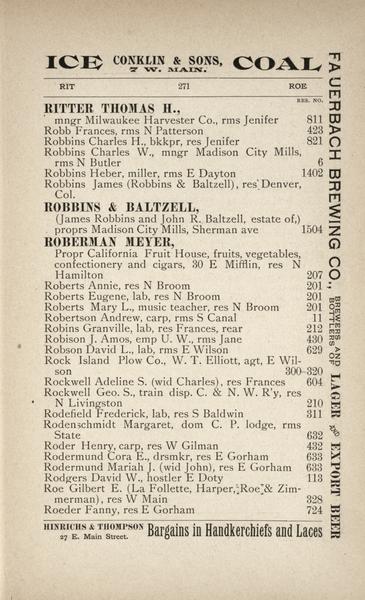 ICE CONKLIN & SONS, COAL
7 W. MAIN.
RIT 271 ROE
RES. NO.
RITTER THOMAS H.,
mngr Milwaukee Harvester Co., rms Jenifer 811
Robb Frances, rms N Patterson 423
Robbins Charles H., bkkpr, res Jenifer 821
Robbins Charles W., mngr Madison City Mills,
rms N Butler 6
Robbins Heber, miller, rms E Dayton 1402
Robbins James (Robbins & Baltzell), res Denver,
Col.
ROBBINS & BALTZELL,
(James Robbins and John R. Baltzell, estate of,)
proprs Madison City Mills, Sherman ave 1504
ROBERMAN MEYER,
Propr California Fruit House, fruits, vegetables,
confectionery and cigars, 30 E Mifflin, res N
Hamilton 207
Roberts Annie, res N Broom 201
Roberts Eugene, lab, res N Broom 201
Roberts Mary L., music teacher, res N Broom 201
Robertson Andrew, carp, rms S Canal 11
Robins Granville, lab, res Frances, rear 212
Robison J. Amos, emp U. W., rms Jane 430
Robson David L., lab, rms E Wilson 629
Rock Island Plow Co., W. T. Elliott, agt, E Wil-
son 300-320
Rockwell Adeline S. (wid Charles), res Frances 604
Rockwell Geo. S., train disp. C. & N. W. R'y, res
N Livingston 210
Rodefield Frederick, lab, res S Baldwin 311
Rodenschmidt Margaret, dom C. P. lodge, rms
State 632
Roder Henry, carp, res W Gilman 432
Rodermund Cora E., drsmkr, res E Gorham 633
Rodermund Mariah J. (wid John), res E Gorham 633
Rodgers David W., hostler E Doty 113
Roe Gilbert E. (La Follette, Harper, Roe & Zim-
merman), res W Main 328
Roeder Fanny, res E Gorham 724
HINRICHS & THOMPSON Bargains in Handkerchiefs and Laces
27 E. Main Street.
FAUERBACH BREWING CO., BREWERS AND BOTTLERS OF LAGER AND EXPORT BEER